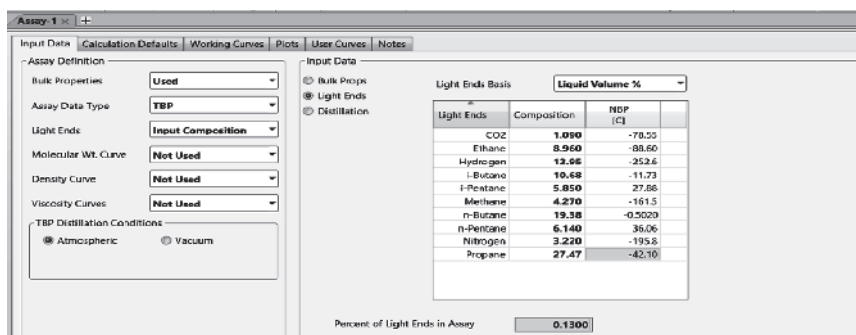 Assay-1 × +
Input Data Calculation Defaults Working Curves Plots User Curves Notes
Assay Definition
Bulk Properties Used
Assay Data Type TBP
Light Ends Input Composition
Molecular Wt. Curve Not Used
Density Curve Not Used
Viscosity Curves Not Used
TBP Distillation Conditions
Atmospheric Vacuum
Input Data
Bulk Props
Light Ends
Distillation
Light Ends Basis Liquid Volume %
Light Ends Composition NBP [C]
CO2 1.090 -78.55
Ethane 8.960 -88.60
Hydrogen 12.95 -252.6
i-Butane 10.68 -11.73
i-Pentane 5.850 27.88
Methane 4.270 -161.5
n-Butane 19.38 -0.5020
n-Pentane 6.140 36.06
Nitrogen 3.220 -195.8
Propane 27.47 -42.10
Percent of Light Ends in Assay 0.1300